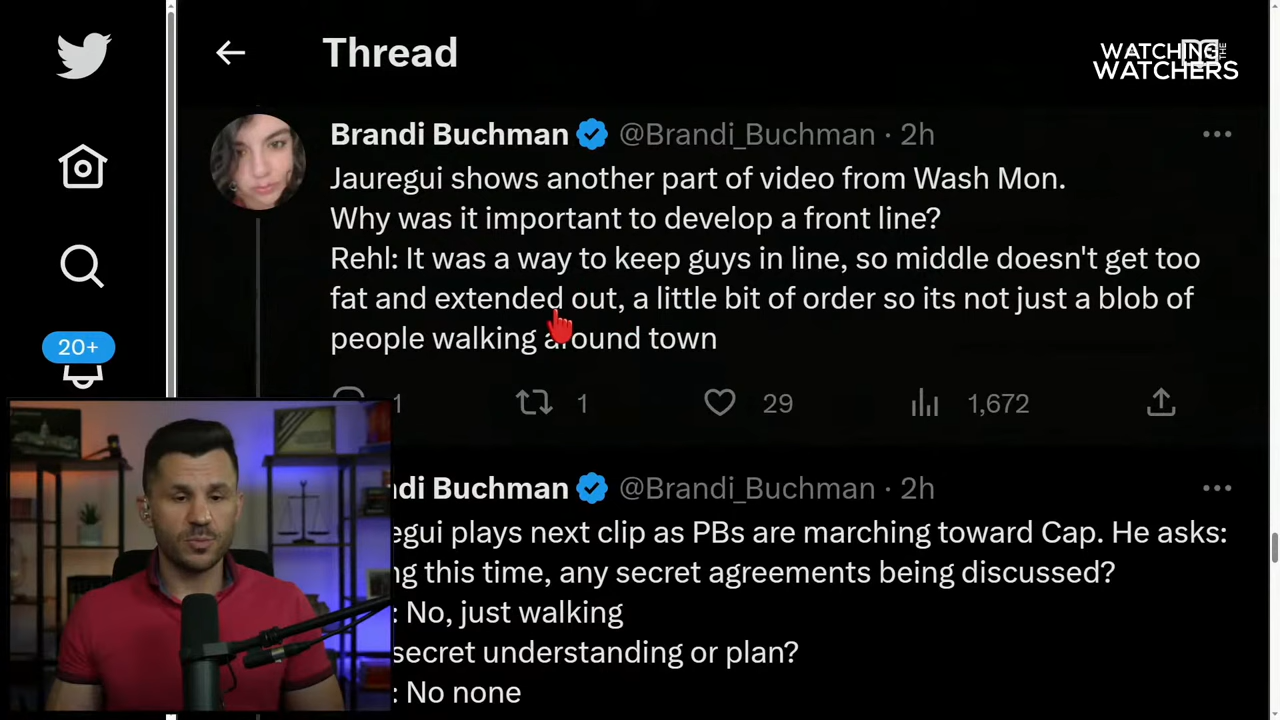 Thread
WATCHING THE
WATCHERS
Brandi Buchman @Brandi_Buchman · 2h
Jauregui shows another part of video from Wash Mon.
Why was it important to develop a front line?
Rehl: It was a way to keep guys in line, so middle doesn't get too
fat and extended out, a little bit of order so its not just a blob of
people walking around town
1 1 29 1,672
20+
ndi Buchman @Brandi_Buchman · 2h
egui plays next clip as PBs are marching toward Cap. He asks:
ng this time, any secret agreements being discussed?
: No, just walking
secret understanding or plan?
: No none